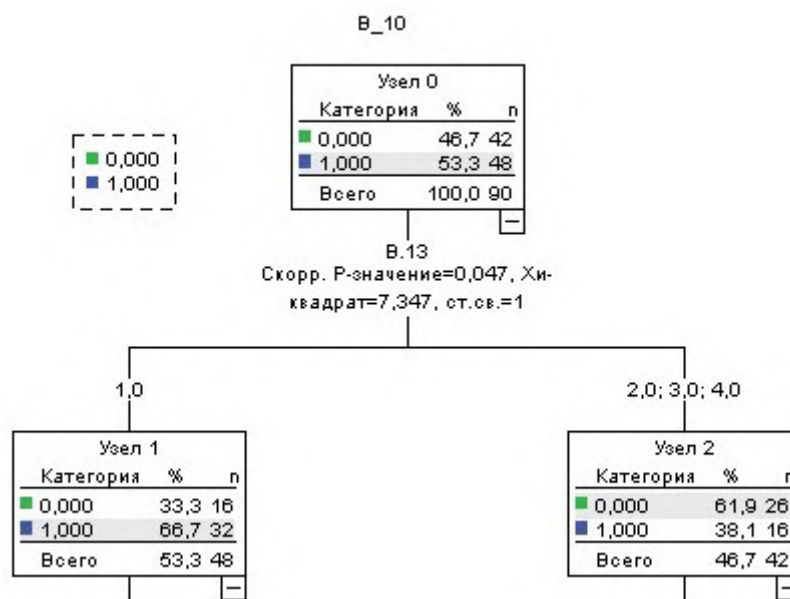 B_10
Узел 0
Категория % n
0,000 46,7 42
1,000 53,3 48
Всего 100,0 90
0,000
1,000
B.13
Скорр. Р-значение=0,047, Хи-
квадрат=7,347, ст.св.=1
1,0
2,0; 3,0; 4,0
Узел 1
Категория % n
0,000 33,3 16
1,000 66,7 32
Всего 53,3 48
Узел 2
Категория % n
0,000 61,9 26
1,000 38,1 16
Всего 46,7 42